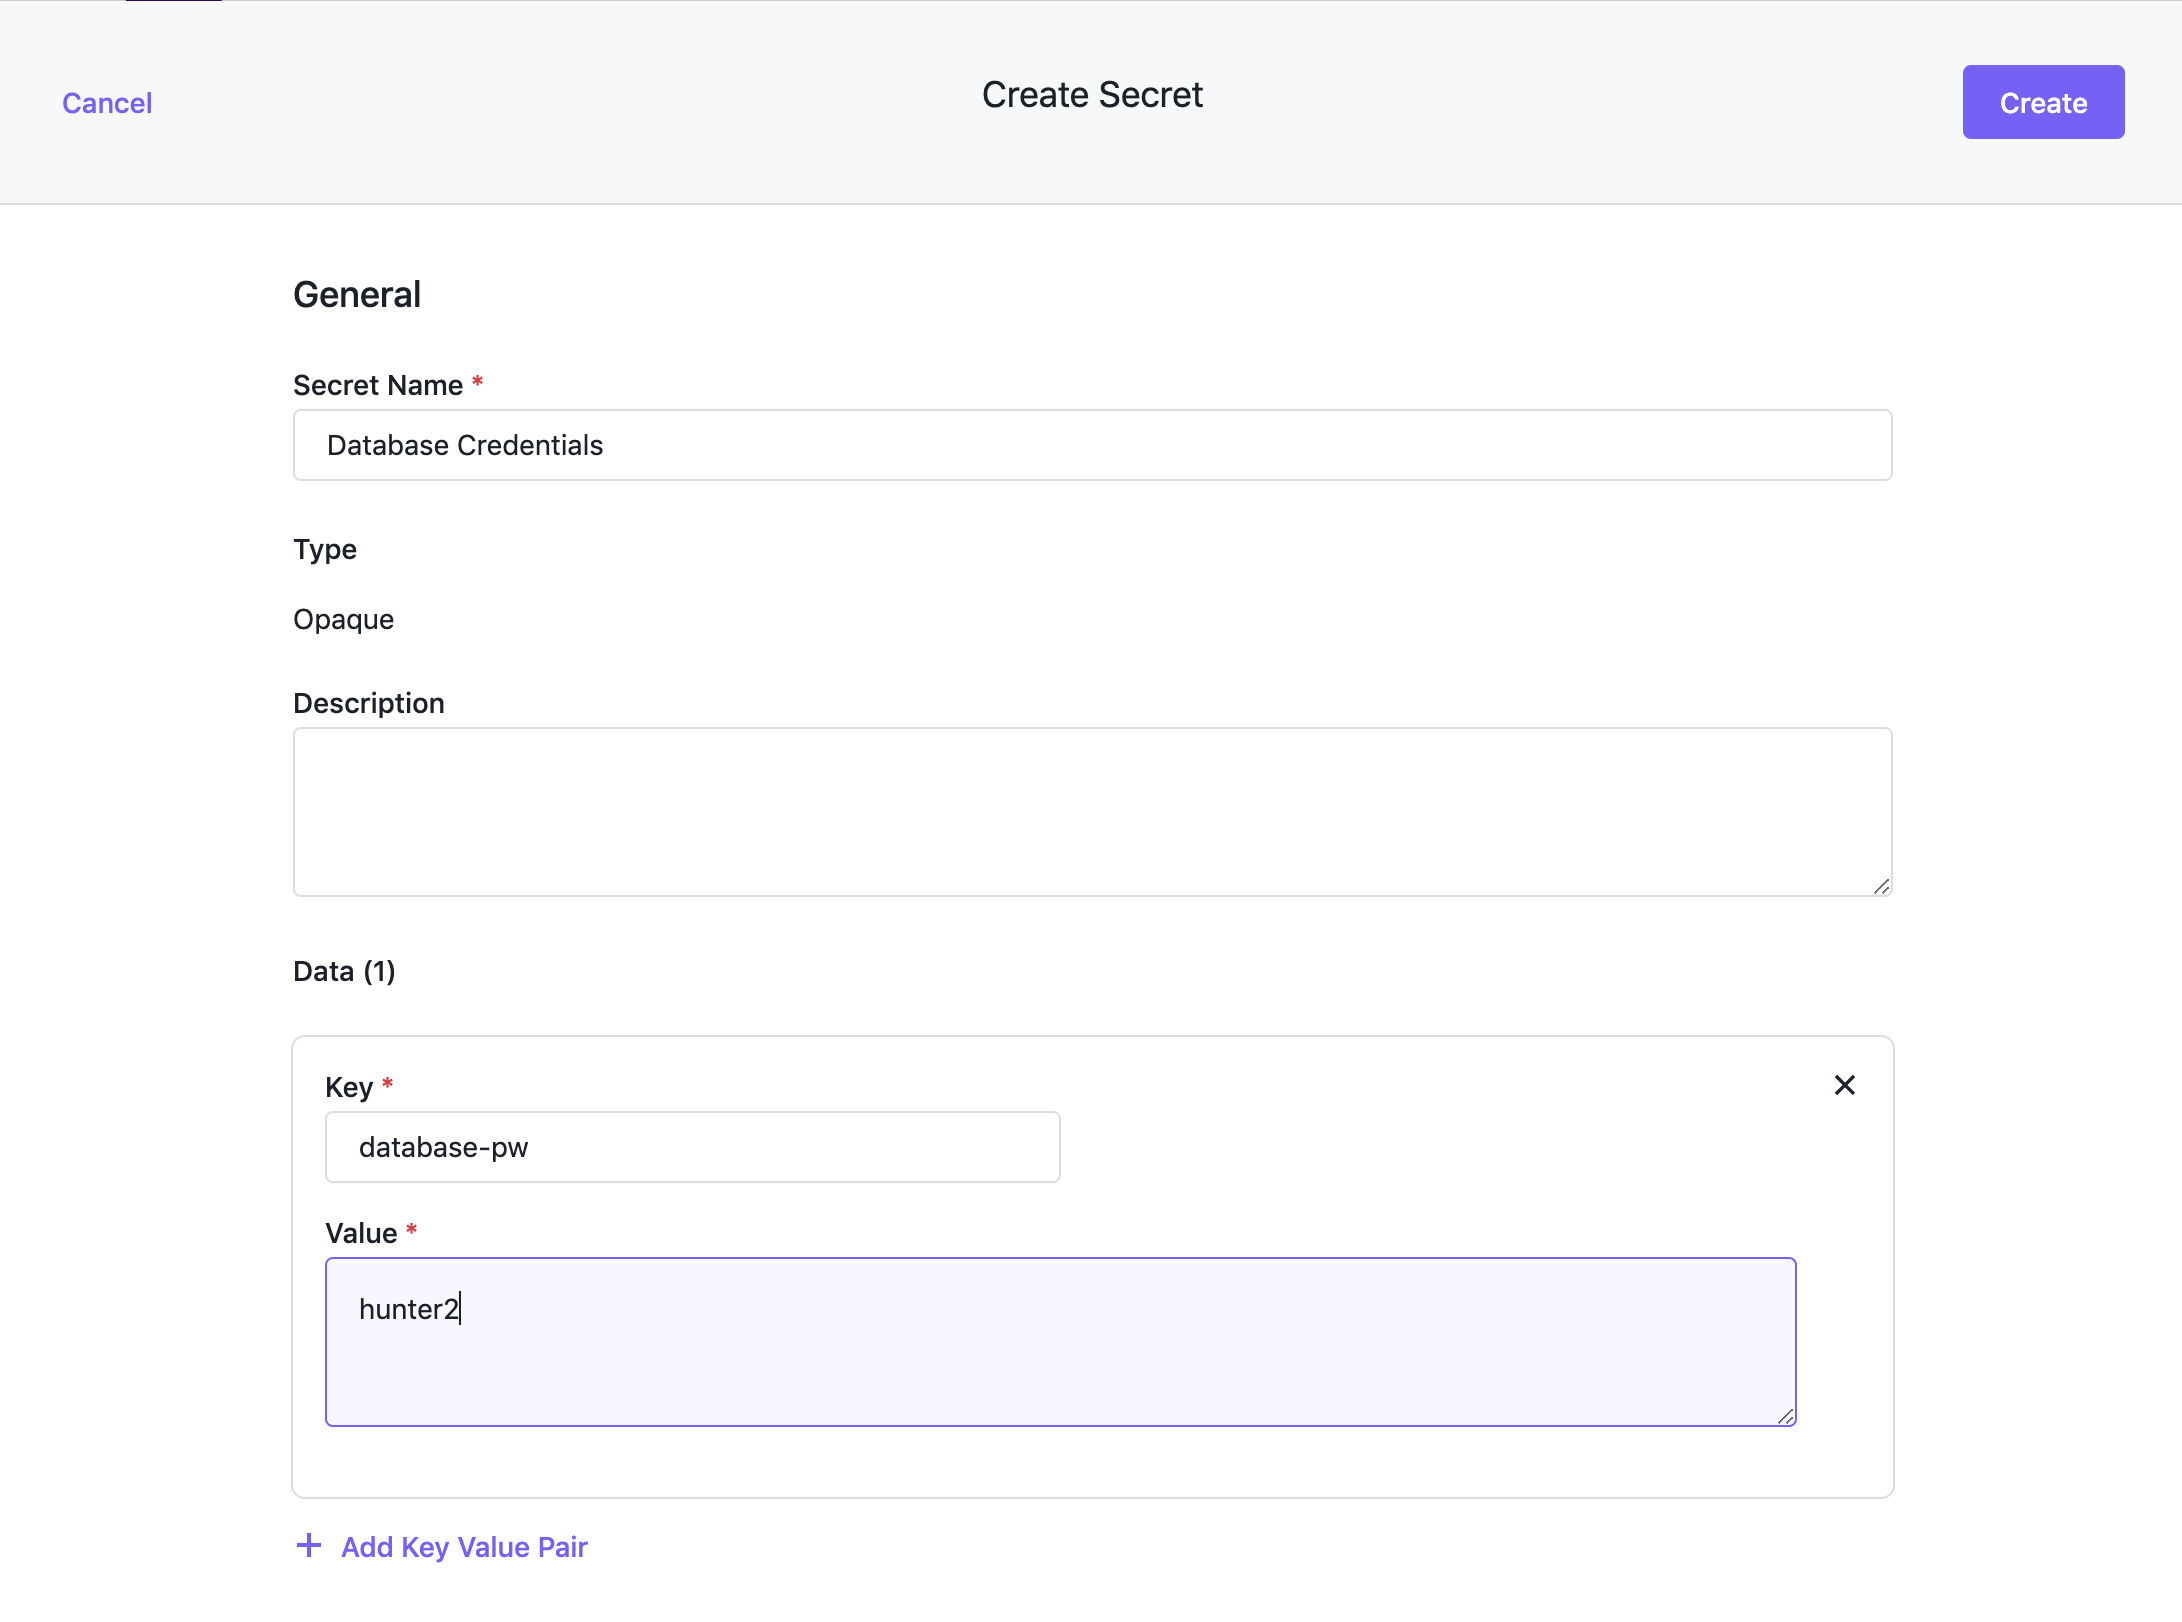 Cancel
Create Secret
Create
General
Secret Name *
Database Credentials
Type
Opaque
Description
Data (1)
Key *
database-pw
Value *
hunter2
Add Key Value Pair